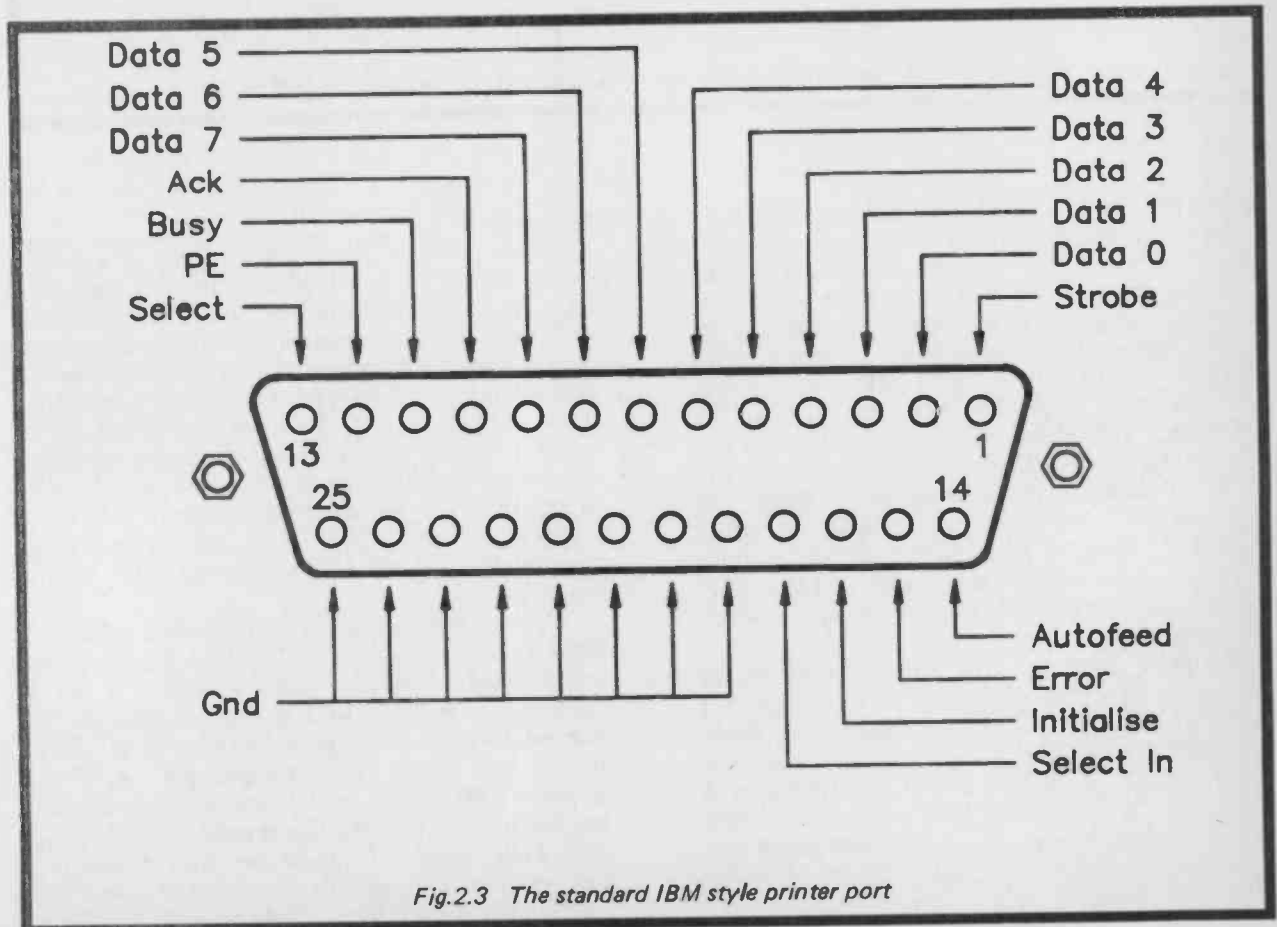 Data 5
Data 6
Data 7
Ack
Busy
PE
Select
Data 4
Data 3
Data 2
Data 1
Data 0
Strobe
13
1
25
14
Gnd
Autofeed
Error
Initialise
Select In
Fig.2.3 The standard IBM style printer port